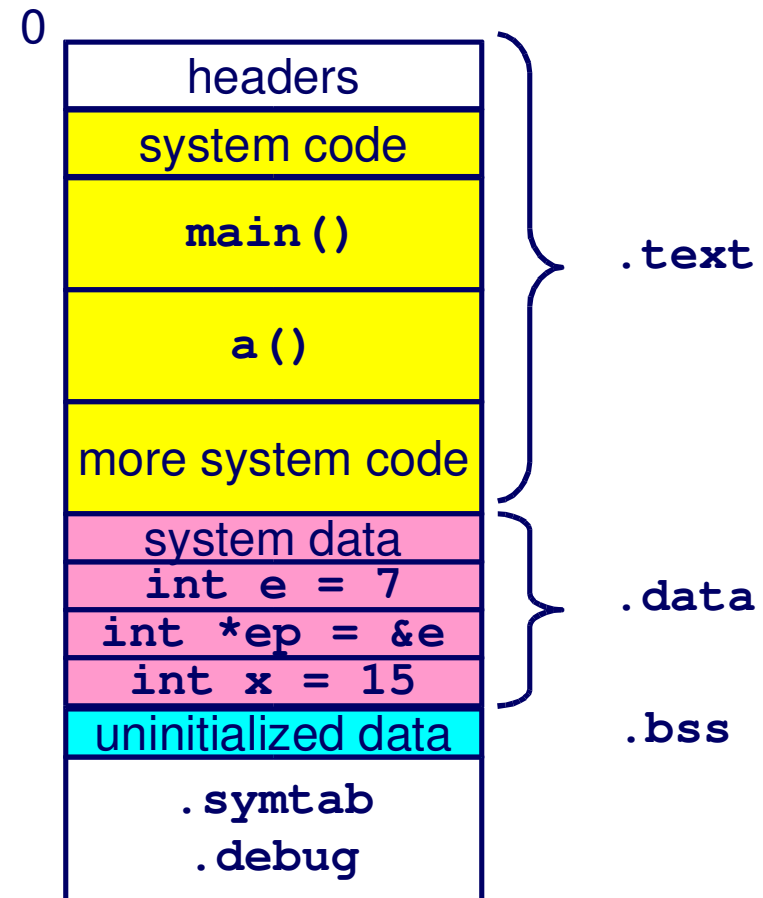 0
headers
system code
main()
a()
more system code
.text
system data
int e = 7
int *ep = &e
int x = 15
.data
uninitialized data
.bss
.symtab
.debug